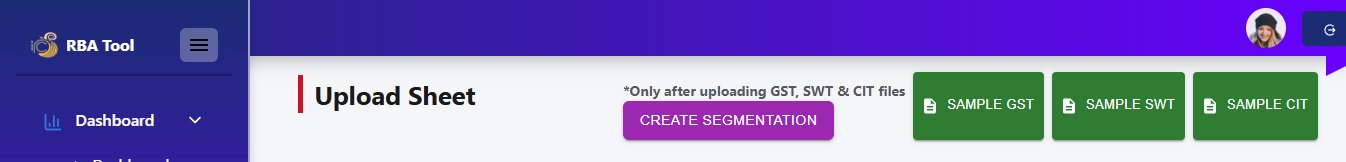 RBA Tool
Upload Sheet
*Only after uploading GST, SWT & CIT files
CREATE SEGMENTATION
SAMPLE GST
SAMPLE SWT
SAMPLE CIT
Dashboard